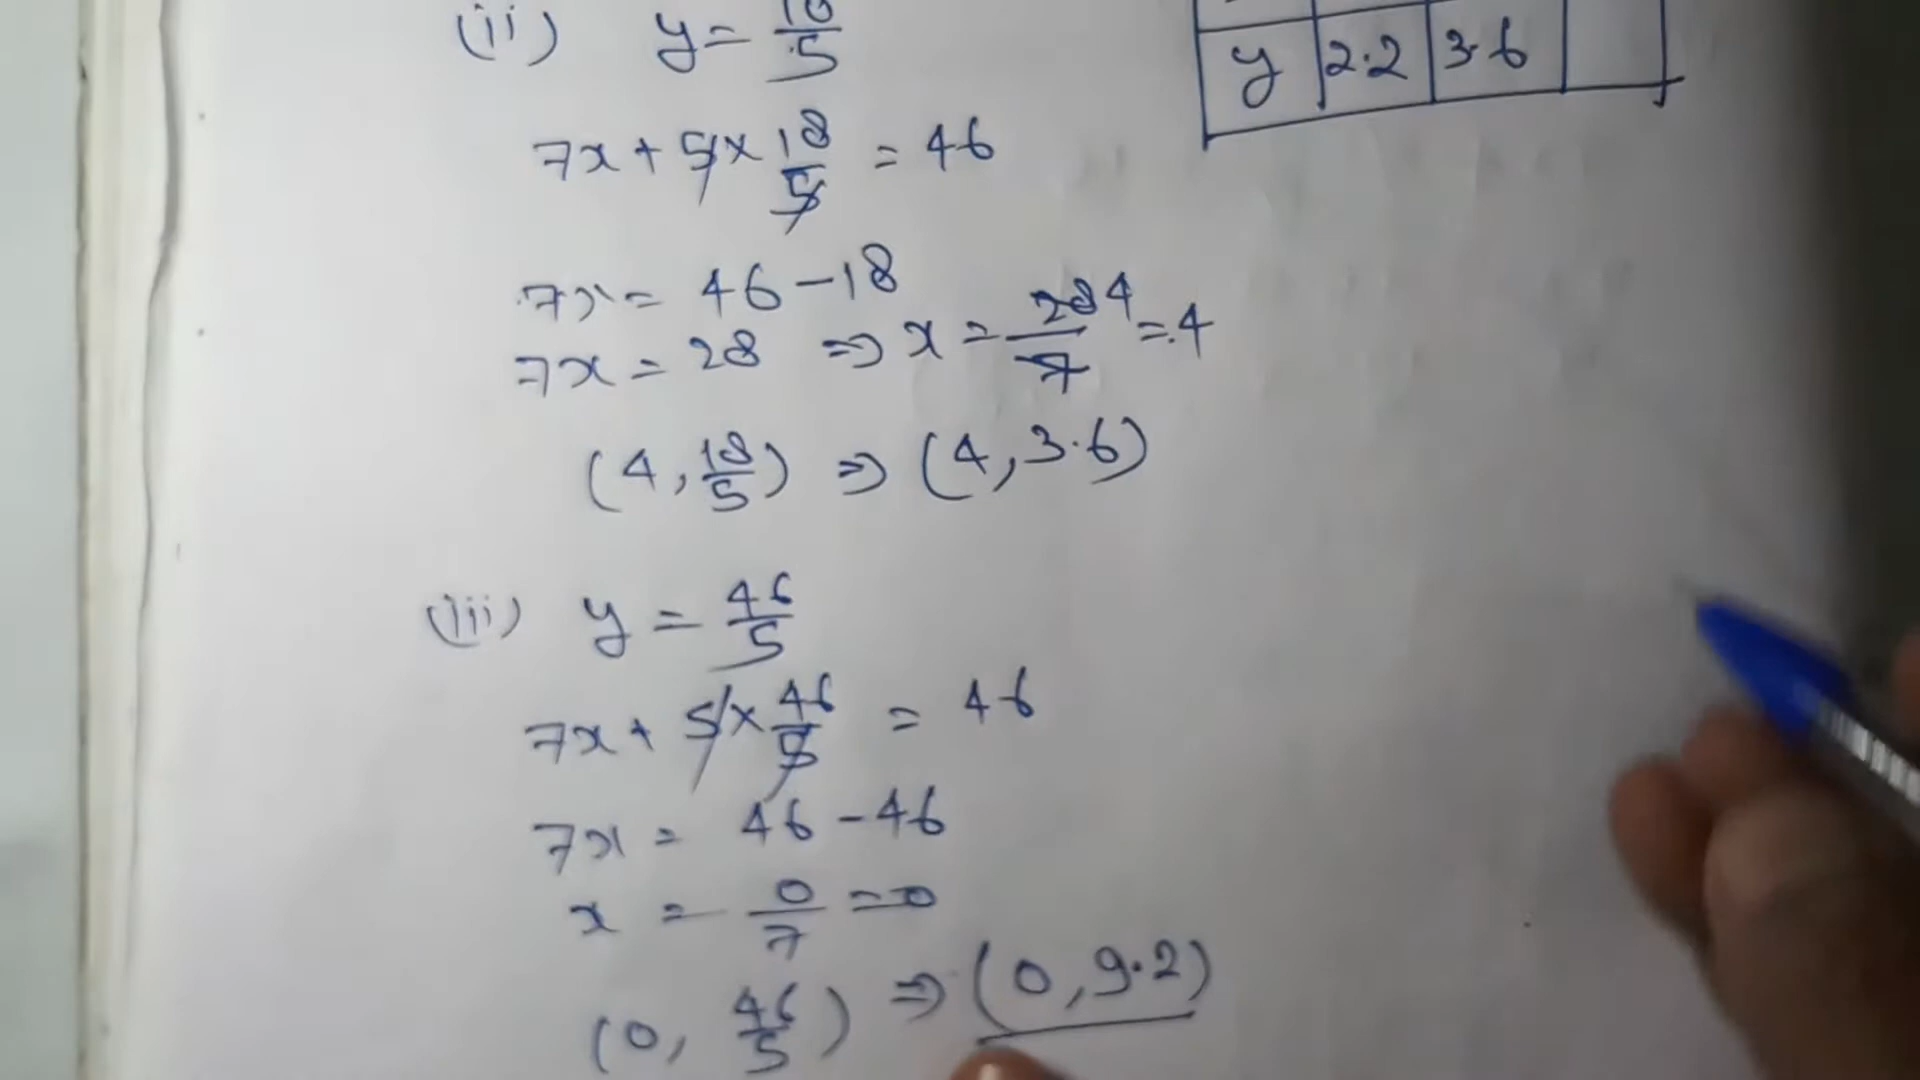 (ii) y = 18/5
y | 2.2 | 3.6
7x + 5 × 18/5 = 46
7x = 46 - 18
7x = 28 ⇒ x = 28/7 4 = 4
(4, 18/5) ⇒ (4, 3.6)
(iii) y = 46/5
7x + 5 × 46/5 = 46
7x = 46 - 46
x = 0/7 = 0
(0, 46/5) ⇒ (0, 9.2)